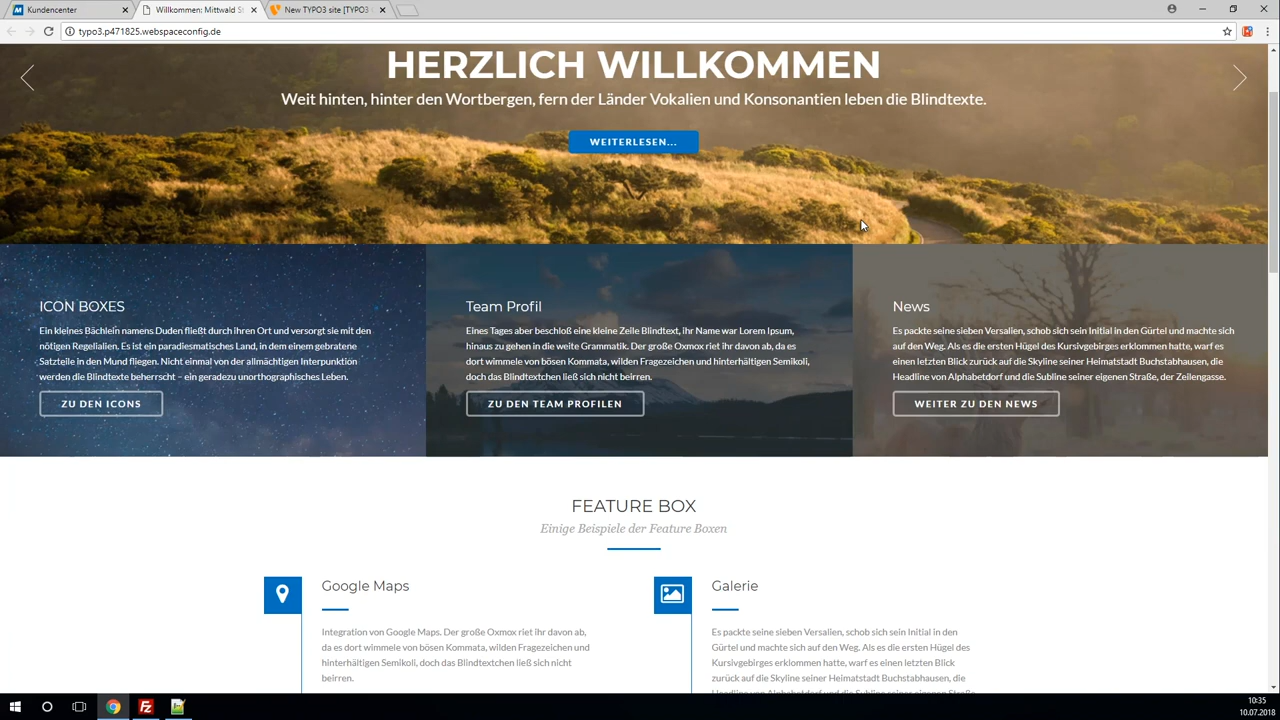 Kundencenter
Willkommen: Mittwald S
New TYPO3 site [TYPO3
typo3.p471825.webspaceconfig.de
HERZLICH WILLKOMMEN
Weit hinten, hinter den Wortbergen, fern der Länder Vokalien und Konsonantien leben die Blindtexte.
WEITERLESEN...
ICON BOXES
Ein kleines Bächlein namens Duden fließt durch ihren Ort und versorgt sie mit den
nötigen Regelialien. Es ist ein paradiesmatisches Land, in dem einem gebratene
Satzteile in den Mund fliegen. Nicht einmal von der allmächtigen Interpunktion
werden die Blindtexte beherrscht – ein geradezu unorthographisches Leben.
ZU DEN ICONS
Team Profil
Eines Tages aber beschloß eine kleine Zeile Blindtext, ihr Name war Lorem Ipsum,
hinaus zu gehen in die weite Grammatik. Der große Oxmox riet ihr davon ab, da es
dort wimmele von bösen Kommata, wilden Fragezeichen und hinterhältigen Semikoli,
doch das Blindtextchen ließ sich nicht beirren.
ZU DEN TEAM PROFILEN
News
Es packte seine sieben Versalien, schob sich sein Initial in den Gürtel und machte sich
auf den Weg. Als es die ersten Hügel des Kursivgebirges erklommen hatte, warf es
einen letzten Blick zurück auf die Skyline seiner Heimatstadt Buchstabhausen, die
Headline von Alphabetdorf und die Subline seiner eigenen Straße, der Zeilengasse.
WEITER ZU DEN NEWS
FEATURE BOX
Einige Beispiele der Feature Boxen
Google Maps
Integration von Google Maps. Der große Oxmox riet ihr davon ab,
da es dort wimmele von bösen Kommata, wilden Fragezeichen und
hinterhältigen Semikoli, doch das Blindtextchen ließ sich nicht
beirren.
Galerie
Es packte seine sieben Versalien, schob sich sein Initial in den
Gürtel und machte sich auf den Weg. Als es die ersten Hügel des
Kursivgebirges erklommen hatte, warf es einen letzten Blick
zurück auf die Skyline seiner Heimatstadt Buchstabhausen, die
Headline von Alphabetdorf und die Subline seiner eigenen Straße
10:35
10.07.2018